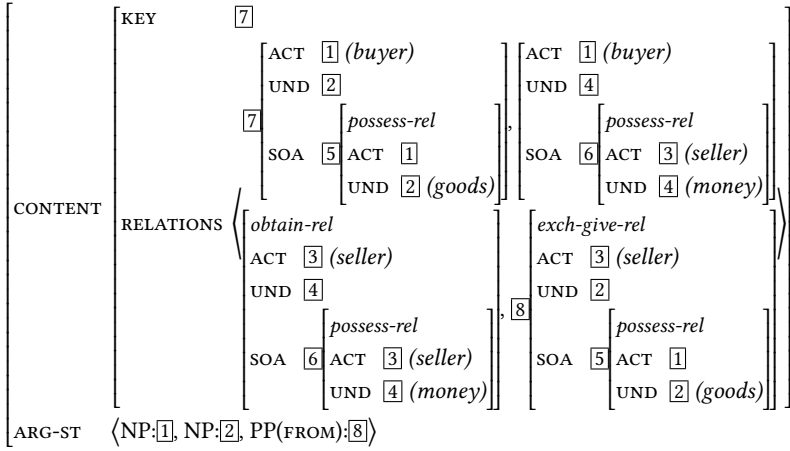 KEY 7
ACT 1 (buyer) ACT 1 (buyer)
UND 2 UND 4
7 possess-rel , possess-rel
SOA 5 ACT 1 SOA 6 ACT 3 (seller)
UND 2 (goods) UND 4 (money)
CONTENT
RELATIONS ⟨ obtain-rel exch-give-rel ⟩
ACT 3 (seller) ACT 3 (seller)
UND 4 UND 2
, 8
possess-rel possess-rel
SOA 6 ACT 3 (seller) SOA 5 ACT 1
UND 4 (money) UND 2 (goods)
ARG-ST ⟨NP:1, NP:2, PP(FROM):8⟩